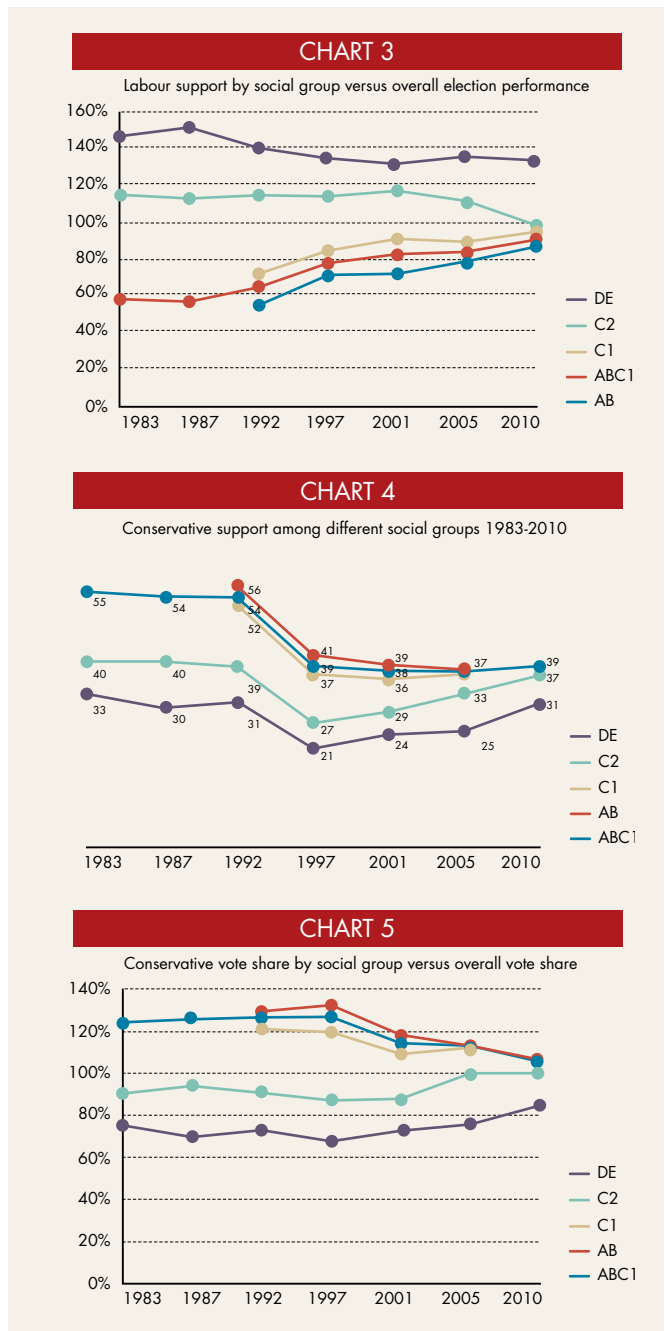 CHART 3
Labour support by social group versus overall election performance
160%
140%
120%
100%
80%
60%
40%
20%
0%
1983 1987 1992 1997 2001 2005 2010
DE
C2
C1
ABC1
AB
CHART 4
Conservative support among different social groups 1983-2010
56
55 54 54
52
41 39 39
40 40 39 39 38 37 37
37 36
33 30 31 33 31
27 29
21 24 25
1983 1987 1992 1997 2001 2005 2010
DE
C2
C1
AB
ABC1
CHART 5
Conservative vote share by social group versus overall vote share
140%
120%
100%
80%
60%
40%
20%
0%
1983 1987 1992 1997 2001 2005 2010
DE
C2
C1
AB
ABC1